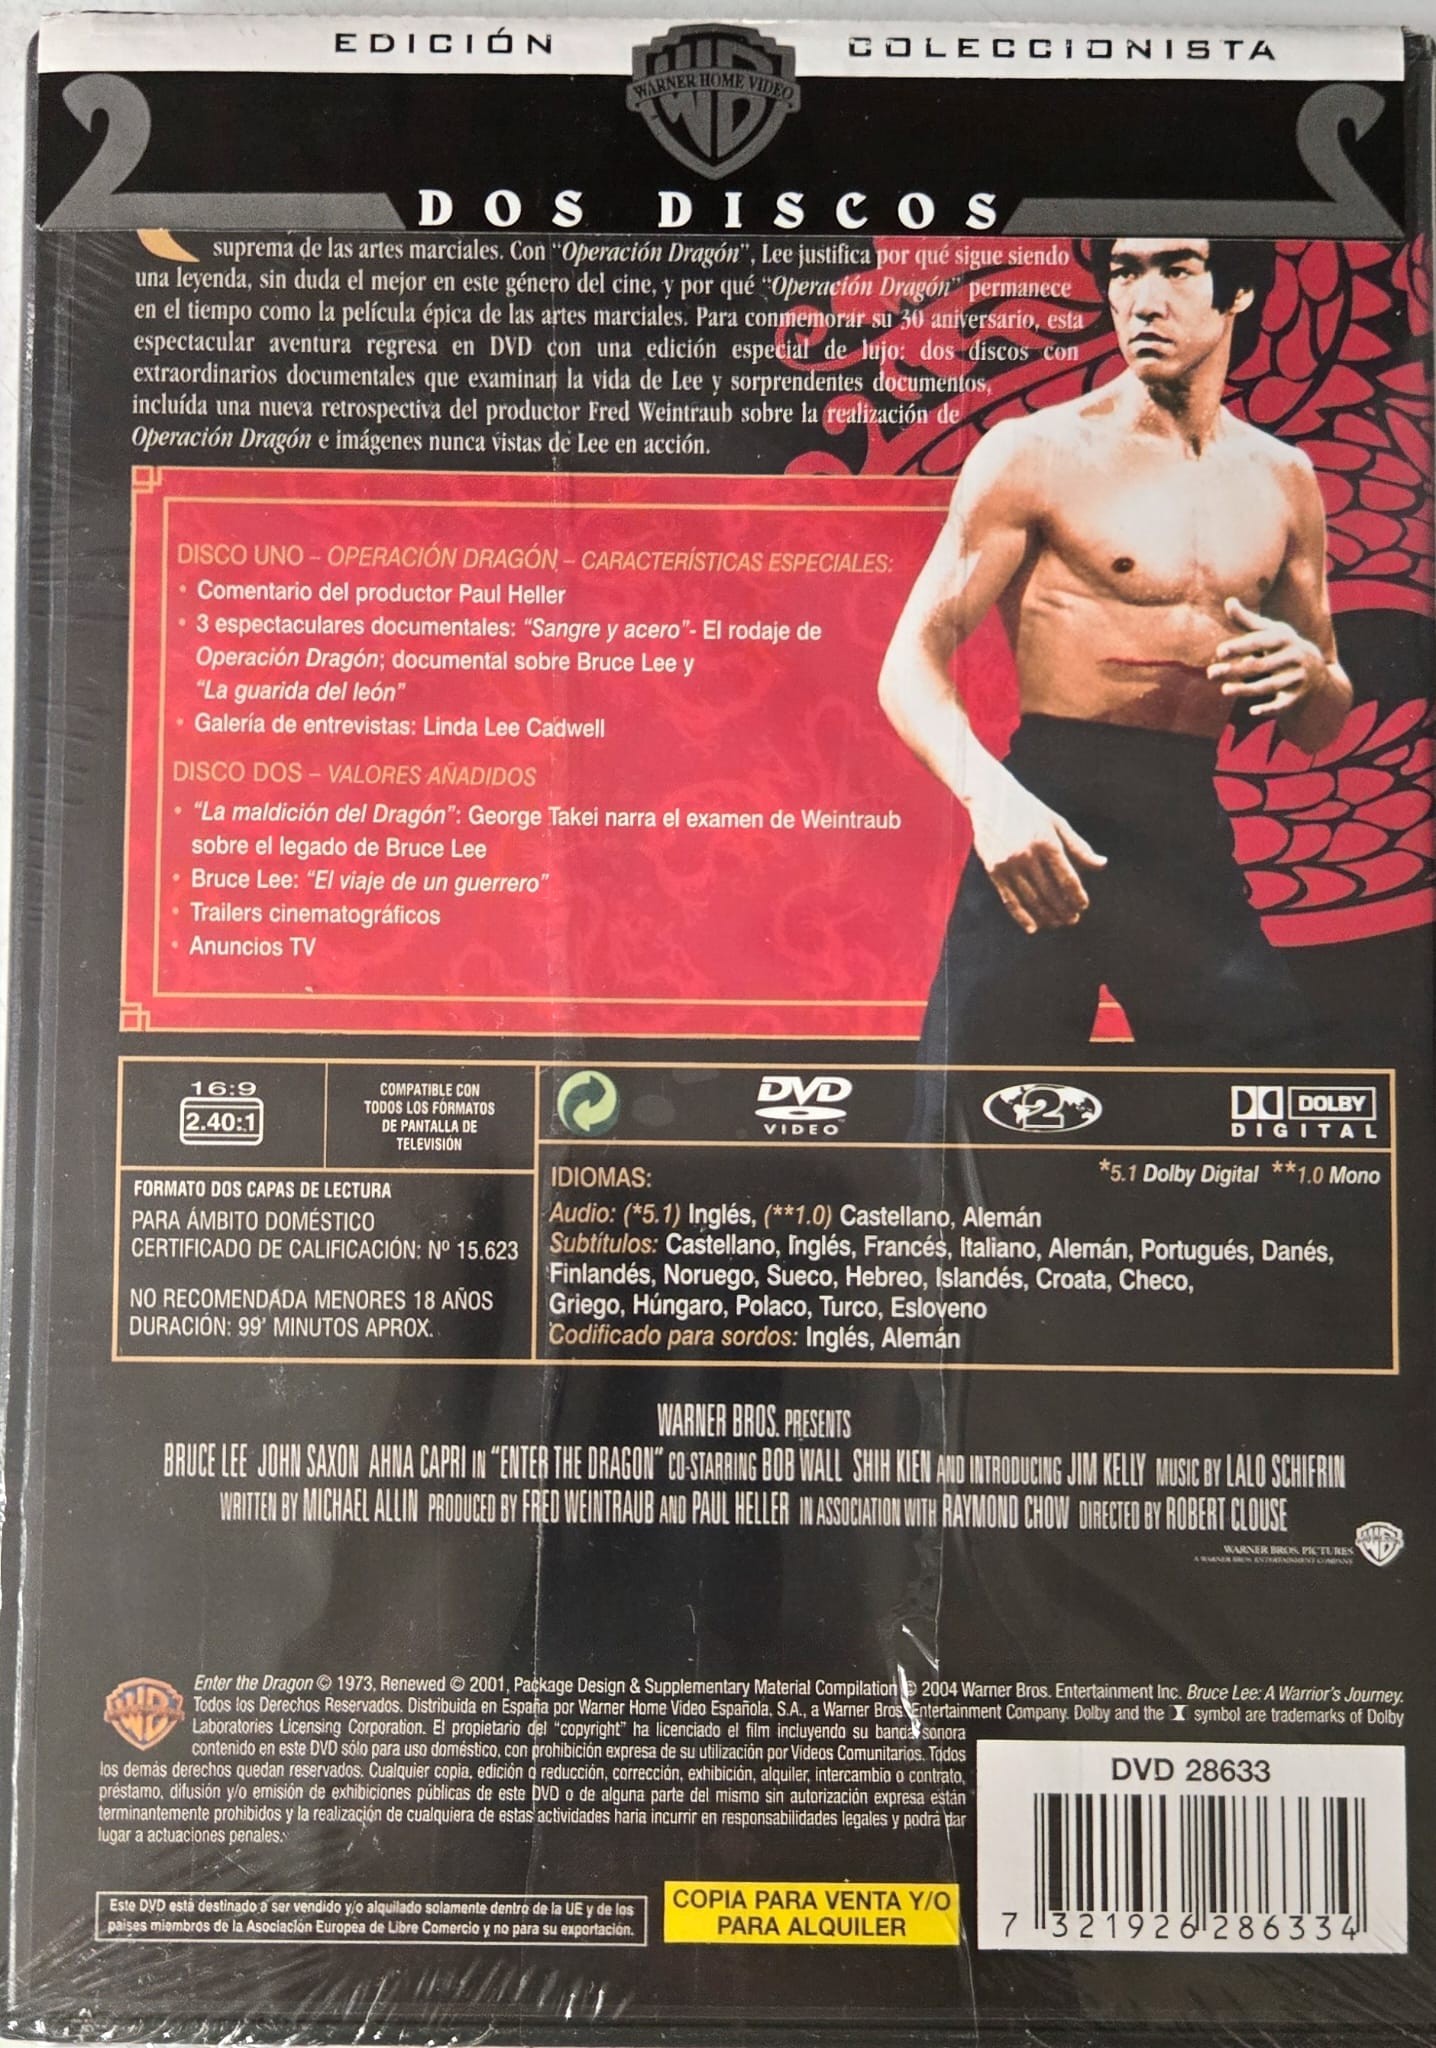 EDICIÓN COLECCIONISTA
WARNER HOME VIDEO
2 DOS DISCOS 2
suprema de las artes marciales. Con "Operación Dragón", Lee justifica por qué sigue siendo
una leyenda, sin duda el mejor en este género del cine, y por qué "Operación Dragón" permanece
en el tiempo como la película épica de las artes marciales. Para conmemorar su 30 aniversario, esta
espectacular aventura regresa en DVD con una edición especial de lujo: dos discos con
extraordinarios documentales que examinan la vida de Lee y sorprendentes documentos,
incluída una nueva retrospectiva del productor Fred Weintraub sobre la realización de
Operación Dragón e imágenes nunca vistas de Lee en acción.
DISCO UNO – OPERACIÓN DRAGÓN – CARACTERÍSTICAS ESPECIALES:
• Comentario del productor Paul Heller
• 3 espectaculares documentales: "Sangre y acero"- El rodaje de
Operación Dragón; documental sobre Bruce Lee y
"La guarida del león"
• Galería de entrevistas: Linda Lee Cadwell
DISCO DOS – VALORES AÑADIDOS
• "La maldición del Dragón": George Takei narra el examen de Weintraub
sobre el legado de Bruce Lee
• Bruce Lee: "El viaje de un guerrero"
• Trailers cinematográficos
• Anuncios TV
16:9
2.40:1
COMPATIBLE CON
TODOS LOS FORMATOS
DE PANTALLA DE
TELEVISIÓN
DVD
VIDEO
2
DOLBY
DIGITAL
FORMATO DOS CAPAS DE LECTURA
PARA ÁMBITO DOMÉSTICO
CERTIFICADO DE CALIFICACIÓN: Nº 15.623
NO RECOMENDADA MENORES 18 AÑOS
DURACIÓN: 99' MINUTOS APROX.
IDIOMAS: *5.1 Dolby Digital **1.0 Mono
Audio: (*5.1) Inglés, (**1.0) Castellano, Alemán
Subtítulos: Castellano, Inglés, Francés, Italiano, Alemán, Portugués, Danés,
Finlandés, Noruego, Sueco, Hebreo, Islandés, Croata, Checo,
Griego, Húngaro, Polaco, Turco, Esloveno
Codificado para sordos: Inglés, Alemán
WARNER BROS. PRESENTS
BRUCE LEE JOHN SAXON AHNA CAPRI IN "ENTER THE DRAGON" CO-STARRING BOB WALL SHIH KIEN AND INTRODUCING JIM KELLY MUSIC BY LALO SCHIFRIN
WRITTEN BY MICHAEL ALLIN PRODUCED BY FRED WEINTRAUB AND PAUL HELLER IN ASSOCIATION WITH RAYMOND CHOW DIRECTED BY ROBERT CLOUSE
WARNER BROS. PICTURES
A WARNER BROS. ENTERTAINMENT COMPANY
Enter the Dragon © 1973, Renewed © 2001, Package Design & Supplementary Material Compilation © 2004 Warner Bros. Entertainment Inc. Bruce Lee: A Warrior's Journey.
Todos los Derechos Reservados. Distribuida en España por Warner Home Video Española, S.A., a Warner Bros. Entertainment Company. Dolby and the symbol are trademarks of Dolby
Laboratories Licensing Corporation. El propietario del "copyright" ha licenciado el film incluyendo su banda sonora
contenido en este DVD sólo para uso doméstico, con prohibición expresa de su utilización por Videos Comunitarios. Todos
los demás derechos quedan reservados. Cualquier copia, edición o reducción, corrección, exhibición, alquiler, intercambio o contrato,
préstamo, difusión y/o emisión de exhibiciones públicas de este DVD o de alguna parte del mismo sin autorización expresa están
terminantemente prohibidos y la realización de cualquiera de estas actividades haria incurrir en responsabilidades legales y podrá dar
lugar a actuaciones penales.
DVD 28633
7 321926 286334
Este DVD está destinado a ser vendido y/o alquilado solamente dentro de la UE y de los
países miembros de la Asociación Europea de Libre Comercio y no para su exportación.
COPIA PARA VENTA Y/O
PARA ALQUILER